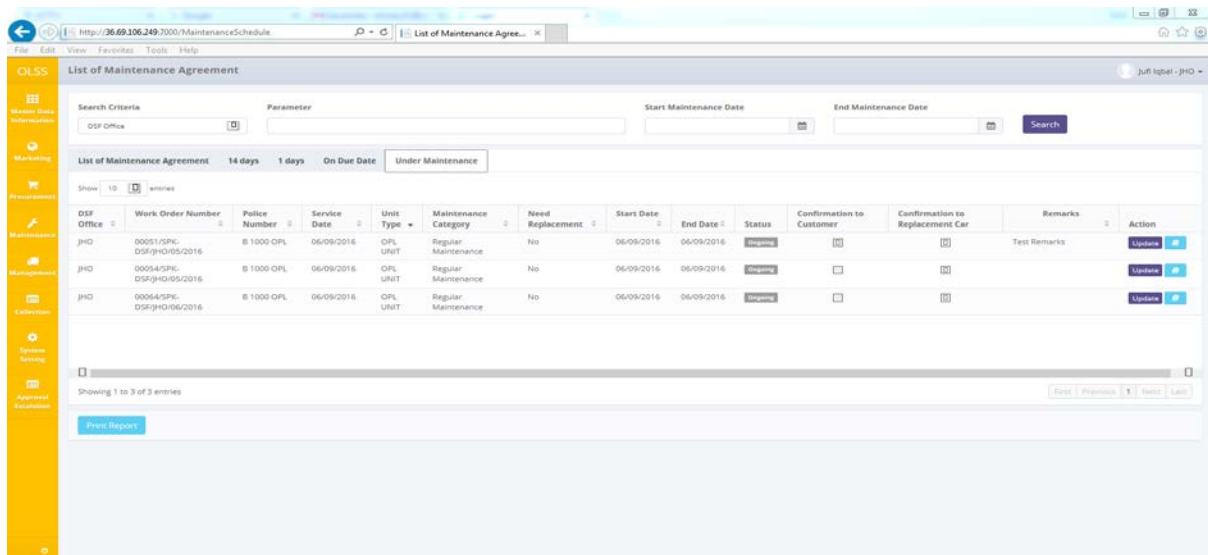 http://36.69.106.249:7000/MaintenanceSchedule
List of Maintenance Agree...
File Edit View Favorites Tools Help
OLSS
List of Maintenance Agreement
Jufi Iqbal - JHO
Master Data
Information
Marketing
Procurement
Maintenance
Management
Collection
System
Setting
Approval
Escalation
Search Criteria
Parameter
Start Maintenance Date
End Maintenance Date
DSF Office
Search
List of Maintenance Agreement 14 days 1 days On Due Date Under Maintenance
Show 10 entries
DSF Office Work Order Number Police Number Service Date Unit Type Maintenance Category Need Replacement Start Date End Date Status Confirmation to Customer Confirmation to Replacement Car Remarks Action
JHO 00051/SPK- B 1000 OPL 06/09/2016 OPL Regular No 06/09/2016 06/09/2016 Ongoing Test Remarks Update
DSF/JHO/05/2016 UNIT Maintenance
JHO 00054/SPK- B 1000 OPL 06/09/2016 OPL Regular No 06/09/2016 06/09/2016 Ongoing Update
DSF/JHO/05/2016 UNIT Maintenance
JHO 00064/SPK- B 1000 OPL 06/09/2016 OPL Regular No 06/09/2016 06/09/2016 Ongoing Update
DSF/JHO/06/2016 UNIT Maintenance
Showing 1 to 3 of 3 entries
First Previous 1 Next Last
Print Report